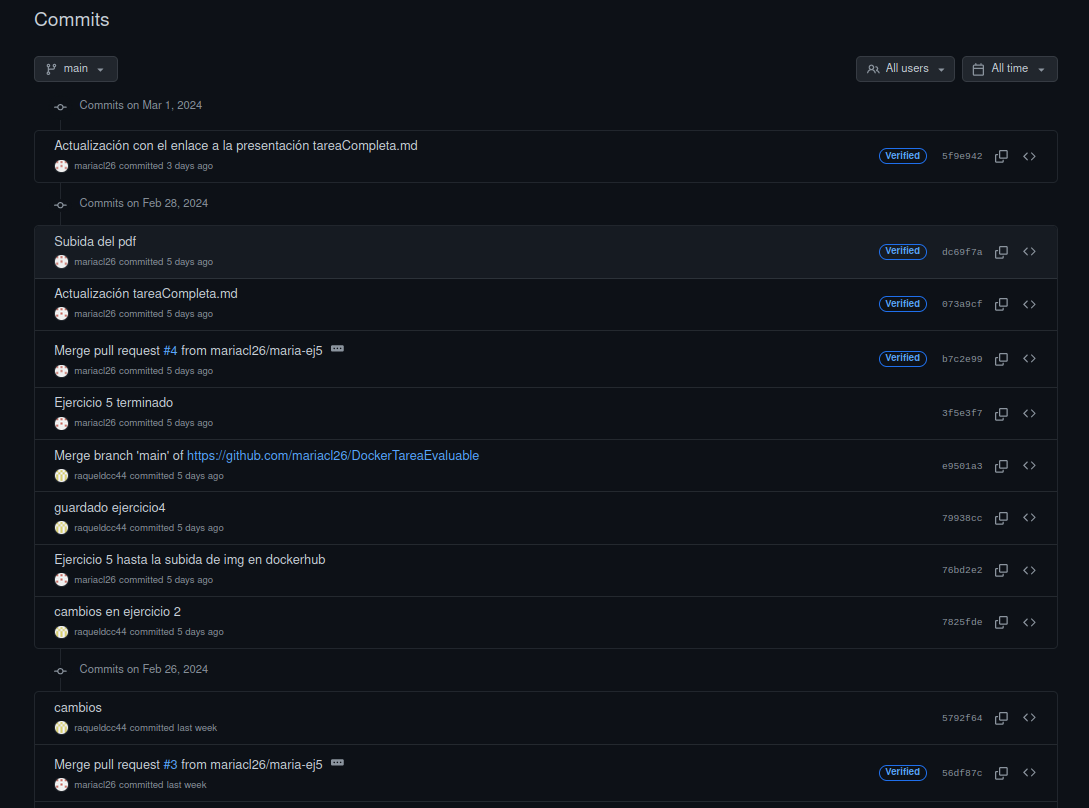 Commits
main
All users
All time
Commits on Mar 1, 2024
Actualización con el enlace a la presentación tareaCompleta.md
mariacl26 committed 3 days ago
Verified 5f9e942
Commits on Feb 28, 2024
Subida del pdf
mariacl26 committed 5 days ago
Verified dc69f7a
Actualización tareaCompleta.md
mariacl26 committed 5 days ago
Verified 073a9cf
Merge pull request #4 from mariacl26/maria-ej5
mariacl26 committed 5 days ago
Verified b7c2e99
Ejercicio 5 terminado
mariacl26 committed 5 days ago
3f5e3f7
Merge branch 'main' of https://github.com/mariacl26/DockerTareaEvaluable
raqueldcc44 committed 5 days ago
e9501a3
guardado ejercicio4
raqueldcc44 committed 5 days ago
79938cc
Ejercicio 5 hasta la subida de img en dockerhub
mariacl26 committed 5 days ago
76bd2e2
cambios en ejercicio 2
raqueldcc44 committed 5 days ago
7825fde
Commits on Feb 26, 2024
cambios
raqueldcc44 committed last week
5792f64
Merge pull request #3 from mariacl26/maria-ej5
mariacl26 committed last week
Verified 56df87c